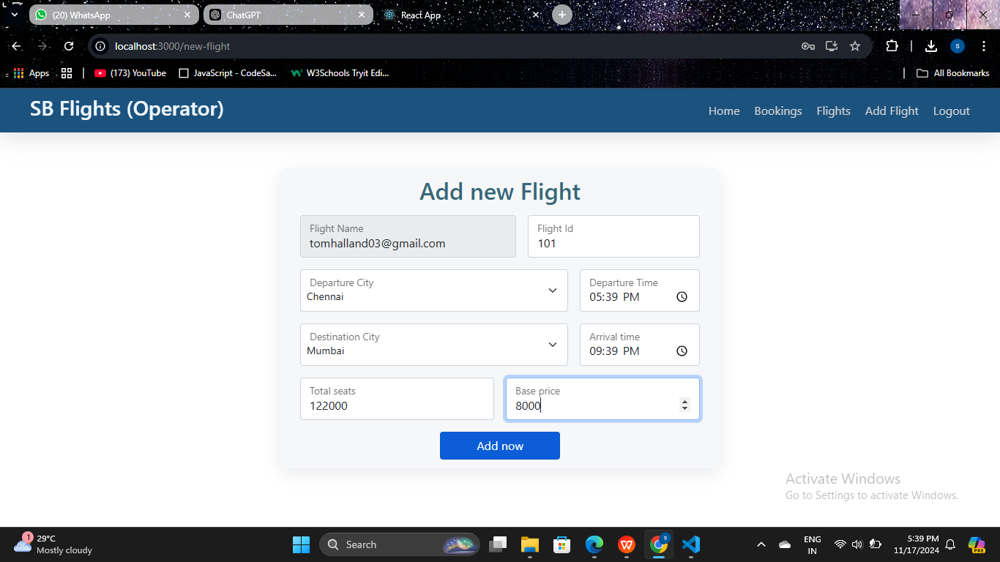 (20) WhatsApp
ChatGPT
React App
localhost:3000/new-flight
Apps
(173) YouTube
JavaScript - CodeSa...
W3Schools Tryit Edi...
All Bookmarks
SB Flights (Operator)
Home Bookings Flights Add Flight Logout
Add new Flight
Flight Name
tomhalland03@gmail.com
Flight Id
101
Departure City
Chennai
Departure Time
05:39 PM
Destination City
Mumbai
Arrival time
09:39 PM
Total seats
122000
Base price
8000
Add now
Activate Windows
Go to Settings to activate Windows.
1
29°C
Mostly cloudy
Search
W
S
S
PRE
ENG
IN
5:39 PM
11/17/2024